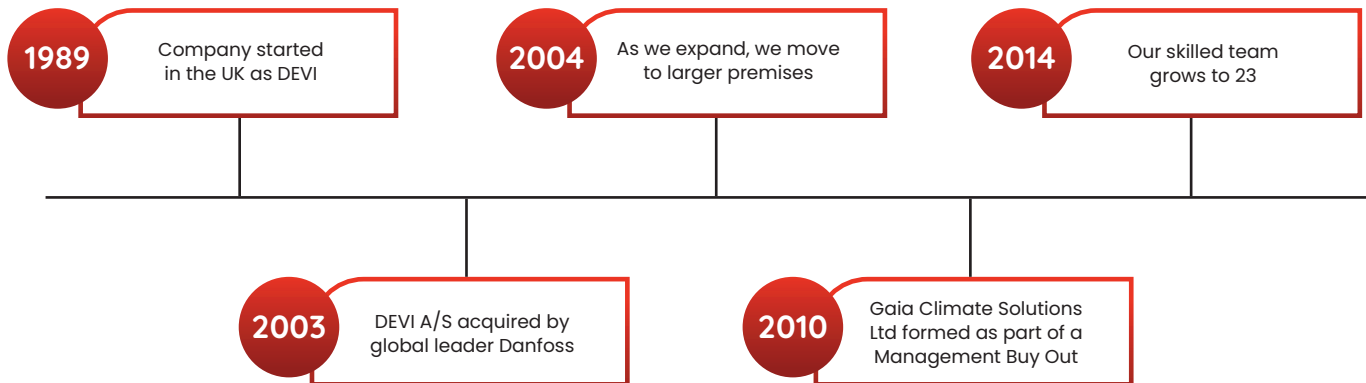 1989
Company started
in the UK as DEVI
2004
As we expand, we move
to larger premises
2014
Our skilled team
grows to 23
2003
DEVI A/S acquired by
global leader Danfoss
2010
Gaia Climate Solutions
Ltd formed as part of a
Management Buy Out